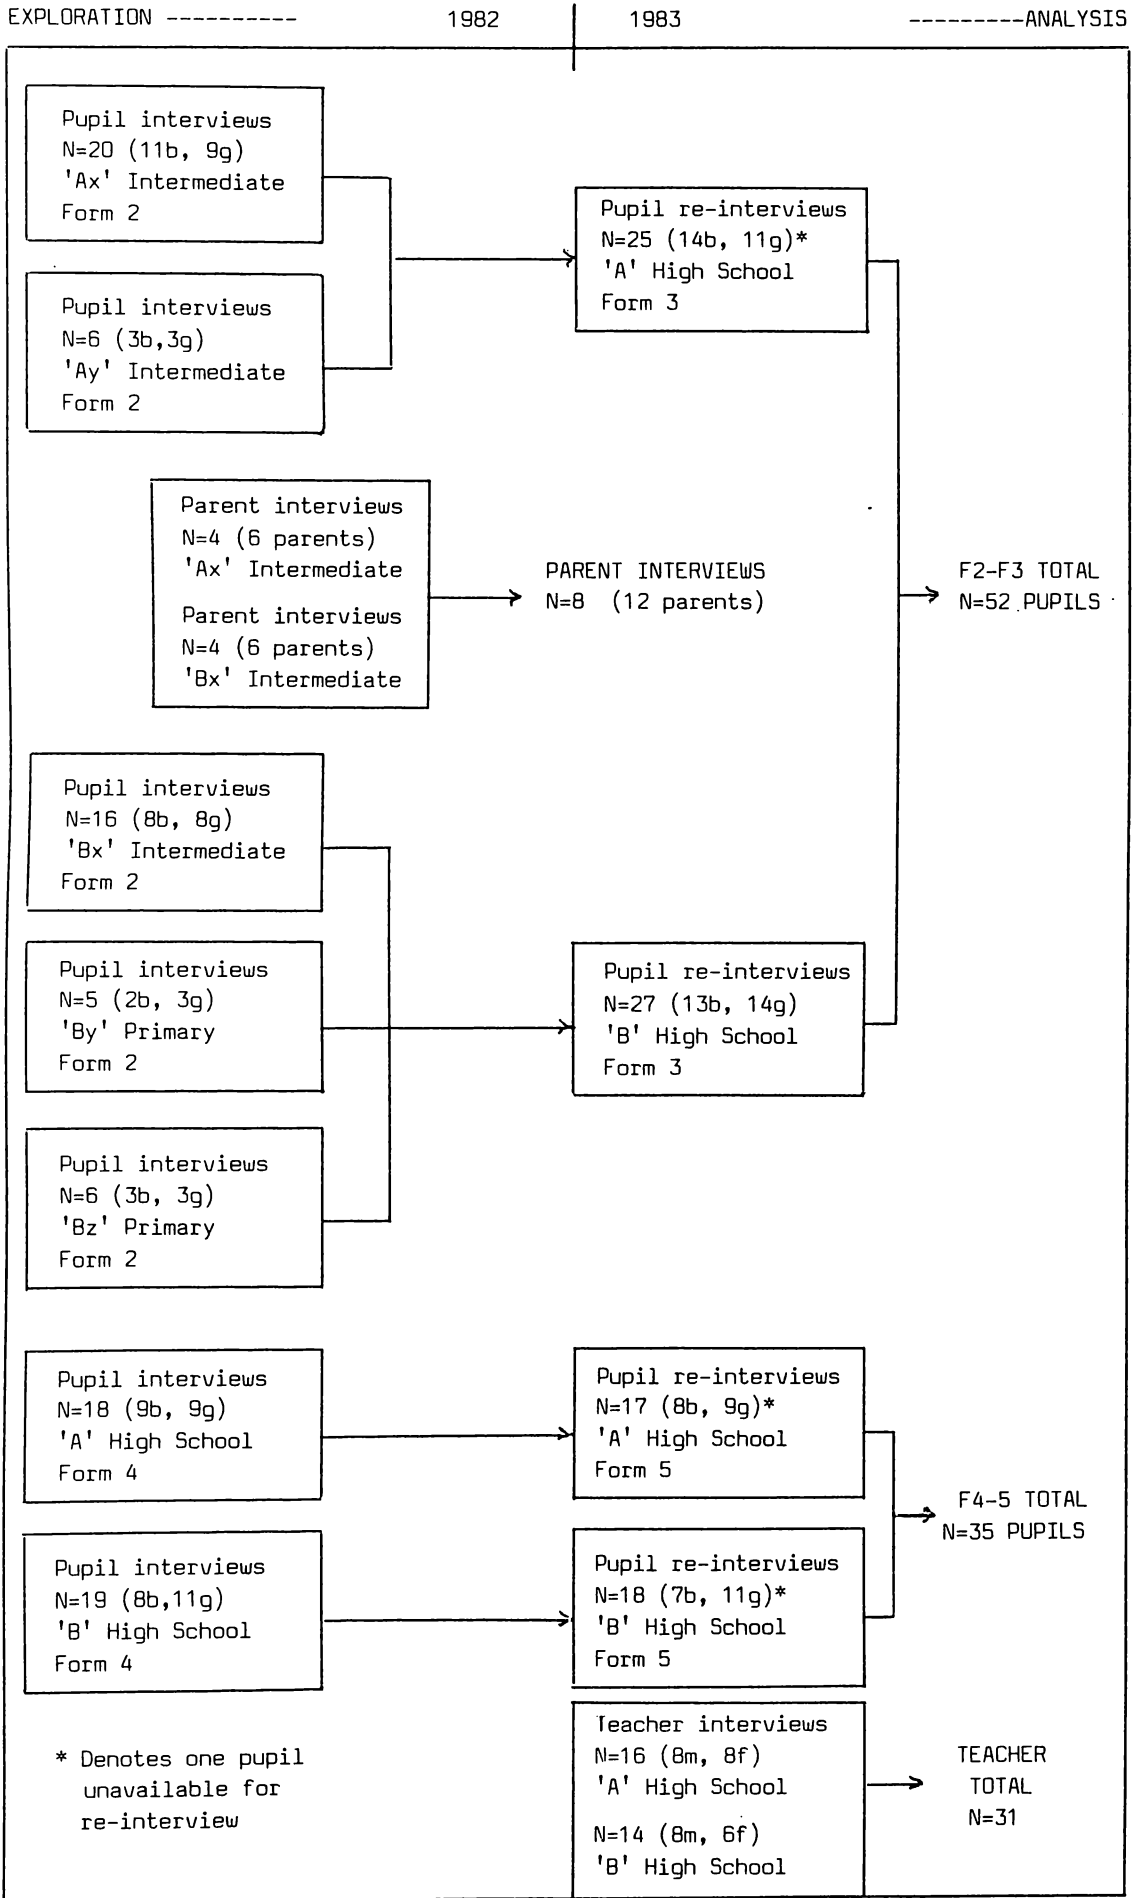 EXPLORATION ---------- 1982 1983 ---------ANALYSIS
Pupil interviews
N=20 (11b, 9g)
'Ax' Intermediate
Form 2
Pupil interviews
N=6 (3b,3g)
'Ay' Intermediate
Form 2
Pupil re-interviews
N=25 (14b, 11g)*
'A' High School
Form 3
Parent interviews
N=4 (6 parents)
'Ax' Intermediate
Parent interviews
N=4 (6 parents)
'Bx' Intermediate
PARENT INTERVIEWS
N=8 (12 parents)
F2-F3 TOTAL
N=52 PUPILS
Pupil interviews
N=16 (8b, 8g)
'Bx' Intermediate
Form 2
Pupil interviews
N=5 (2b, 3g)
'By' Primary
Form 2
Pupil interviews
N=6 (3b, 3g)
'Bz' Primary
Form 2
Pupil re-interviews
N=27 (13b, 14g)
'B' High School
Form 3
Pupil interviews
N=18 (9b, 9g)
'A' High School
Form 4
Pupil re-interviews
N=17 (8b, 9g)*
'A' High School
Form 5
Pupil interviews
N=19 (8b,11g)
'B' High School
Form 4
Pupil re-interviews
N=18 (7b, 11g)*
'B' High School
Form 5
F4-5 TOTAL
N=35 PUPILS
Teacher interviews
N=16 (8m, 8f)
'A' High School
N=14 (8m, 6f)
'B' High School
TEACHER
TOTAL
N=31
* Denotes one pupil
unavailable for
re-interview